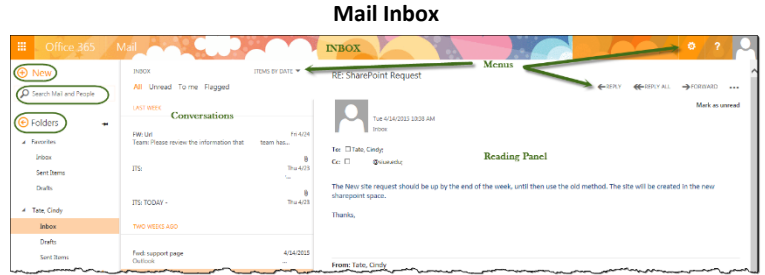 Mail Inbox
Office 365 Mail INBOX ?
New
Search Mail and People
Folders
Favorites
Inbox
Sent Items
Drafts
Tate, Cindy
Inbox
Drafts
Sent Items
INBOX ITEMS BY DATE
All Unread To me Flagged
LAST WEEK
Conversations
FW: Url Fri 4/24
Team: Please review the information that team has...
ITS: Thu 4/23
ITS: TODAY - Thu 4/23
TWO WEEKS AGO
Fwd: support page 4/14/2015
Outlook
Menus
RE: SharePoint Request
REPLY REPLY ALL FORWARD ...
Mark as unread
Tue 4/14/2015 10:58 AM
Inbox
To: Tate, Cindy;
Cc:
Reading Panel
The New site request should be up by the end of the week, until then use the old method. The site will be created in the new
sharepoint space.
Thanks,
From: Tate, Cindy